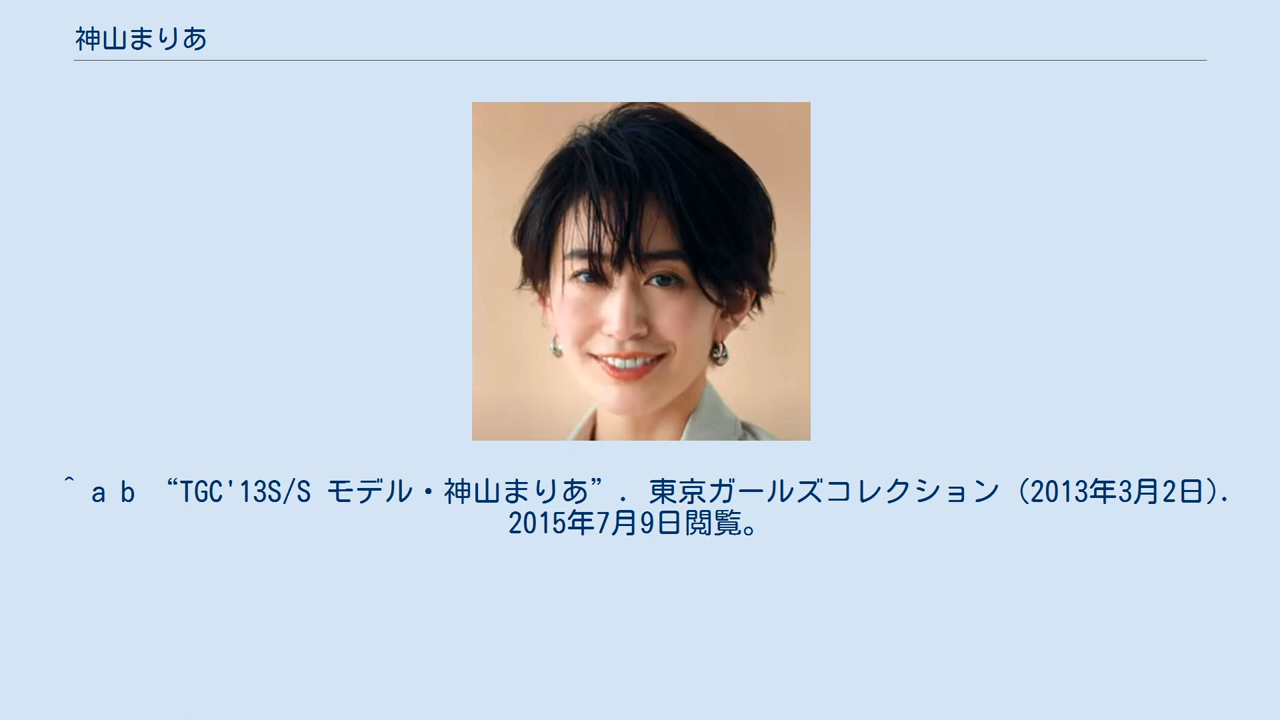 神山まりあ
^ a b “TGC'13S/S モデル・神山まりあ”. 東京ガールズコレクション (2013年3月2日).
2015年7月9日閲覧。